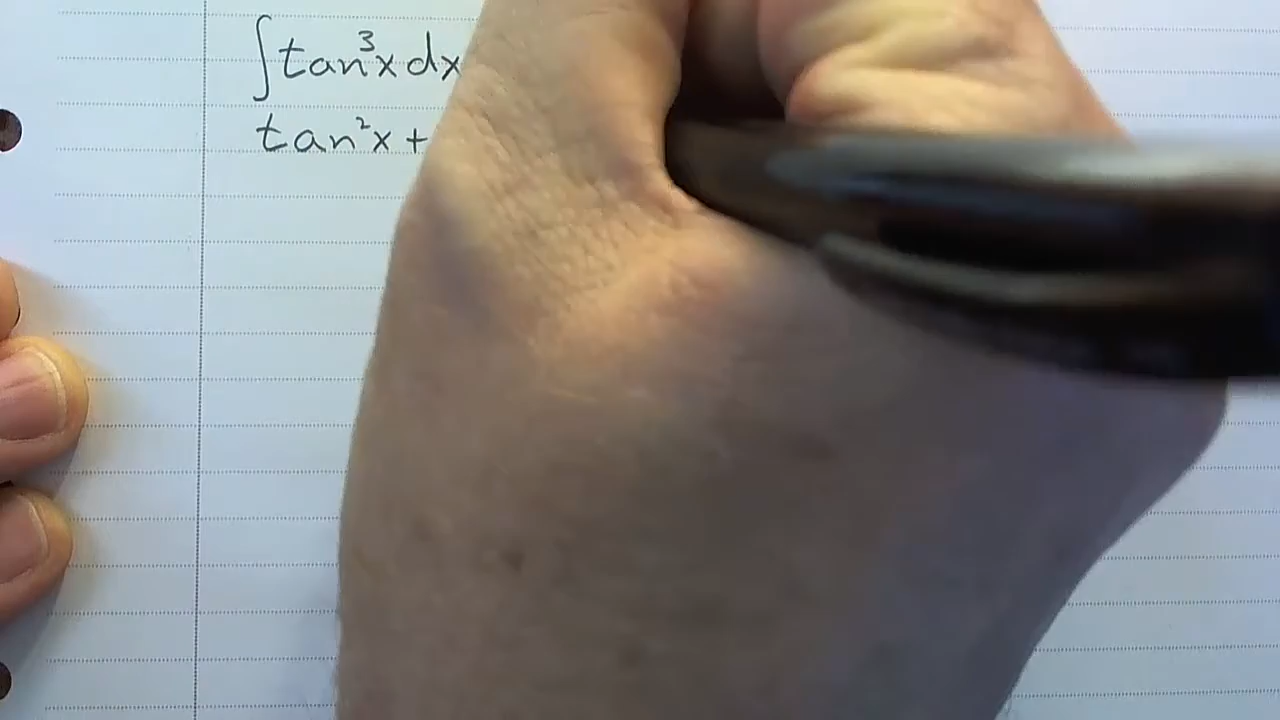 ∫tan³x dx
tan²x +